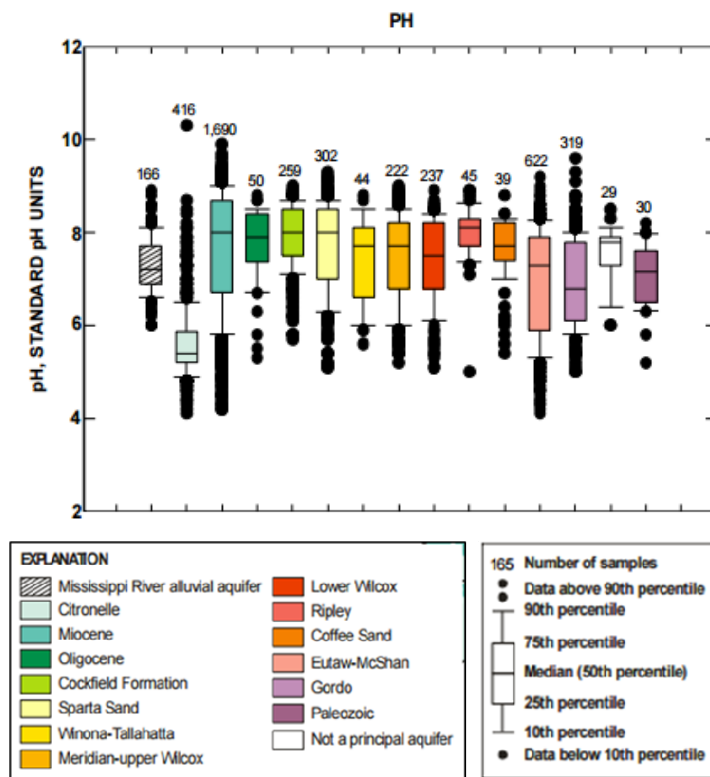 PH
12
10
8
6
4
2
pH, STANDARD pH UNITS
166
416
1,690
50
259
302
44
222
237
45
39
622
319
29
30
EXPLANATION
Mississippi River alluvial aquifer
Citronelle
Miocene
Oligocene
Cockfield Formation
Sparta Sand
Winona-Tallahatta
Meridian-upper Wilcox
Lower Wilcox
Ripley
Coffee Sand
Eutaw-McShan
Gordo
Paleozoic
Not a principal aquifer
165 Number of samples
Data above 90th percentile
90th percentile
75th percentile
Median (50th percentile)
25th percentile
10th percentile
Data below 10th percentile